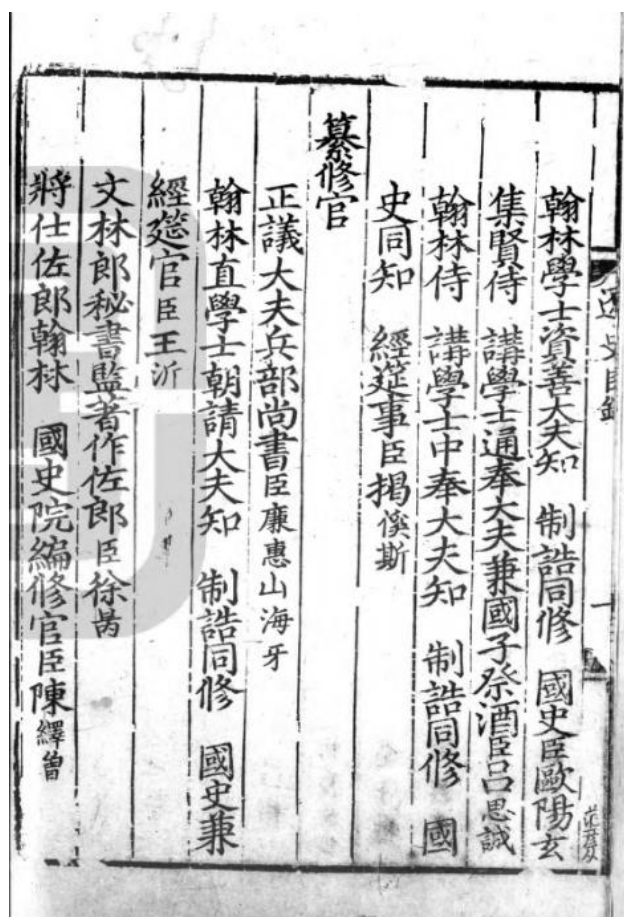 遼史目錄
十
翰林學士資善大夫知 制誥同修 國史臣歐陽玄
集賢侍 講學士通奉大夫兼國子祭酒臣呂思誠
翰林侍 講學士中奉大夫知 制誥同修 國
史同知 經筵事臣揭傒斯
纂修官
正議大夫兵部尚書臣廉惠山海牙
翰林直學士朝請大夫知 制誥同修 國史兼
經筵官臣王沂
文林郎秘書監著作佐郎臣徐昺
將仕佐郎翰林 國史院編修官臣陳繹曾